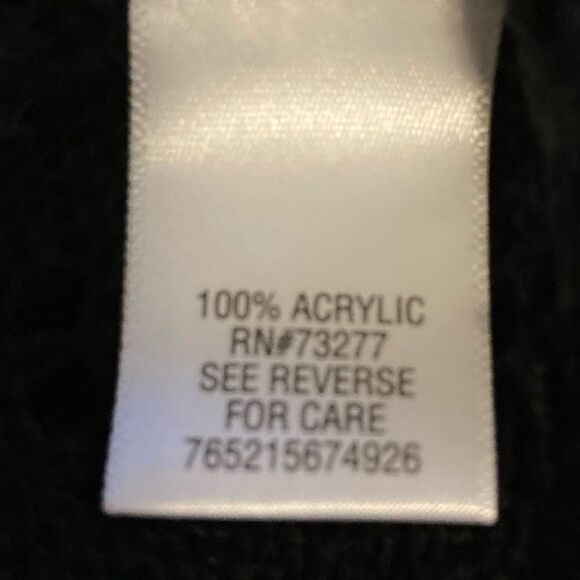 100% ACRYLIC
RN#73277
SEE REVERSE
FOR CARE
765215674926